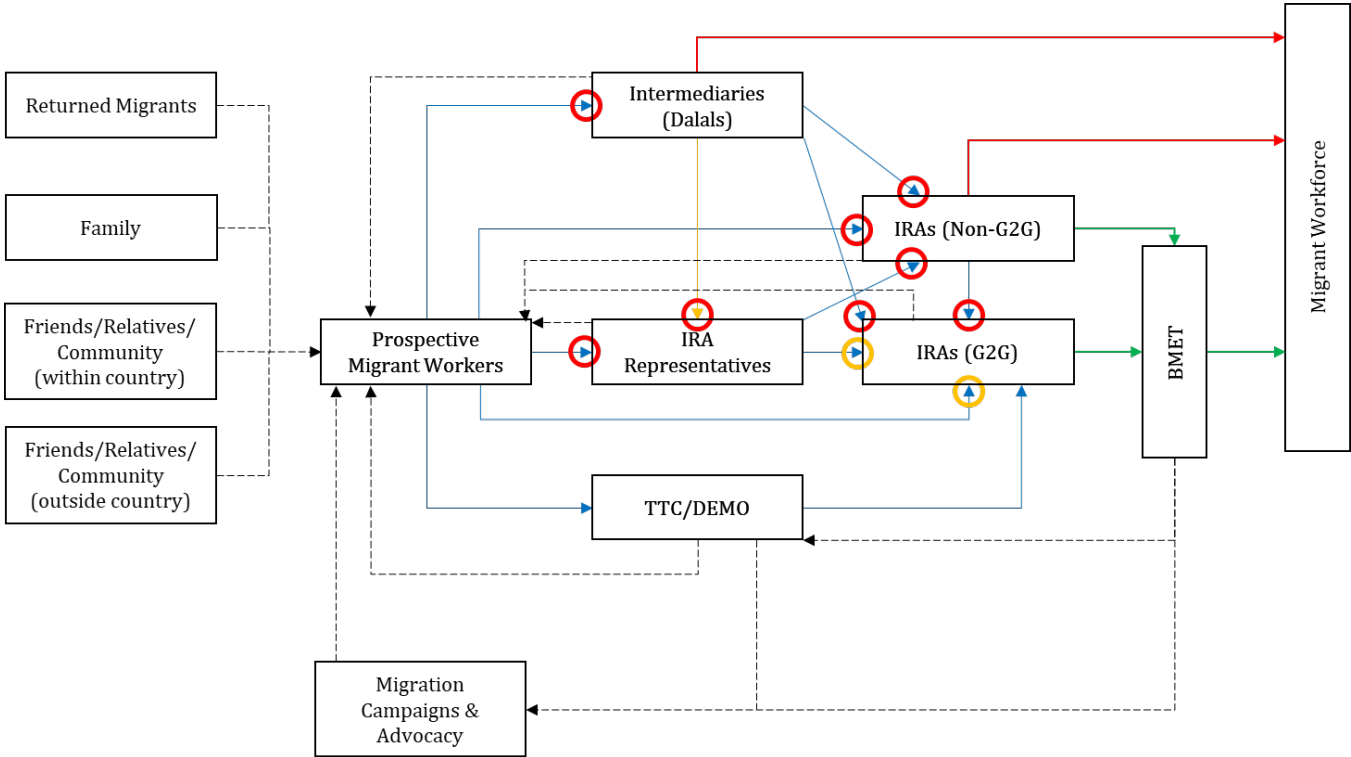 Returned Migrants
Family
Friends/Relatives/
Community
(within country)
Friends/Relatives/
Community
(outside country)
Prospective
Migrant Workers
Migration
Campaigns &
Advocacy
Intermediaries
(Dalals)
IRA
Representatives
TTC/DEMO
IRAs (Non-G2G)
IRAs (G2G)
BMET
Migrant Workforce